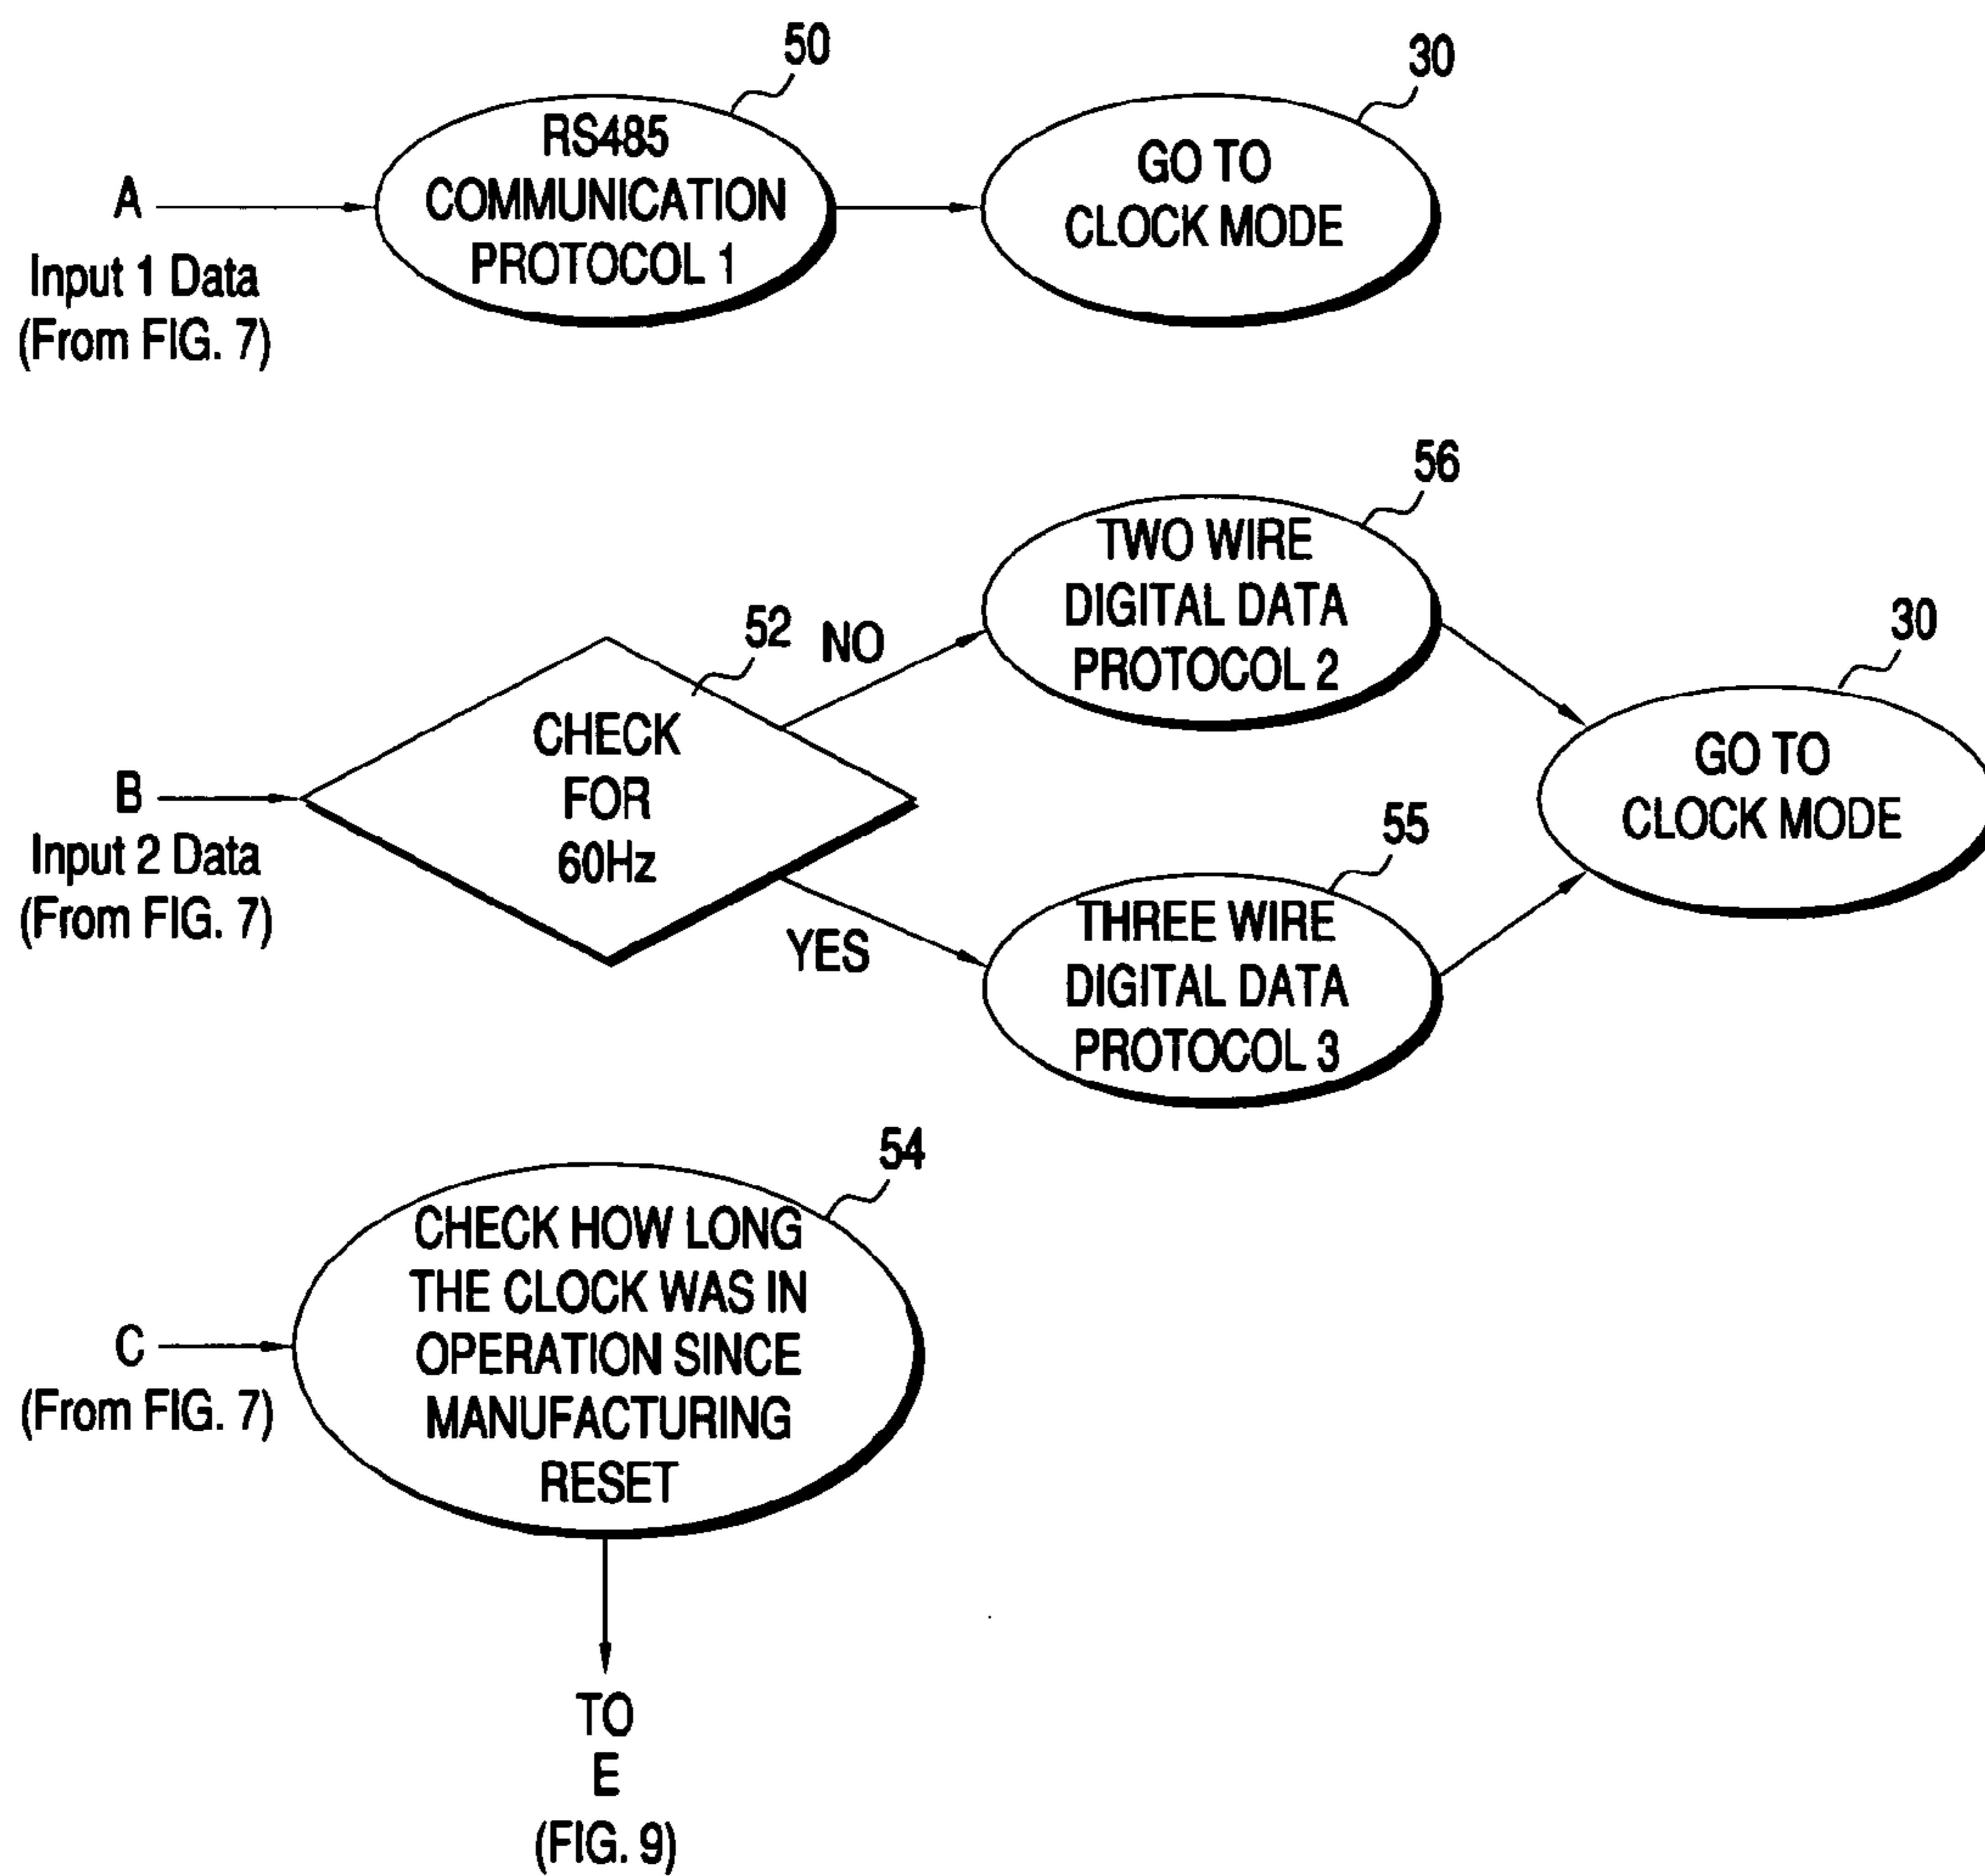 50
30
RS485
COMMUNICATION
PROTOCOL 1
GO TO
CLOCK MODE
A
Input 1 Data
(From FIG. 7)
56
TWO WIRE
DIGITAL DATA
PROTOCOL 2
52
NO
30
CHECK
FOR
60Hz
GO TO
CLOCK MODE
B
Input 2 Data
(From FIG. 7)
55
YES
THREE WIRE
DIGITAL DATA
PROTOCOL 3
54
CHECK HOW LONG
THE CLOCK WAS IN
OPERATION SINCE
MANUFACTURING
RESET
C
(From FIG. 7)
TO
E
(FIG. 9)